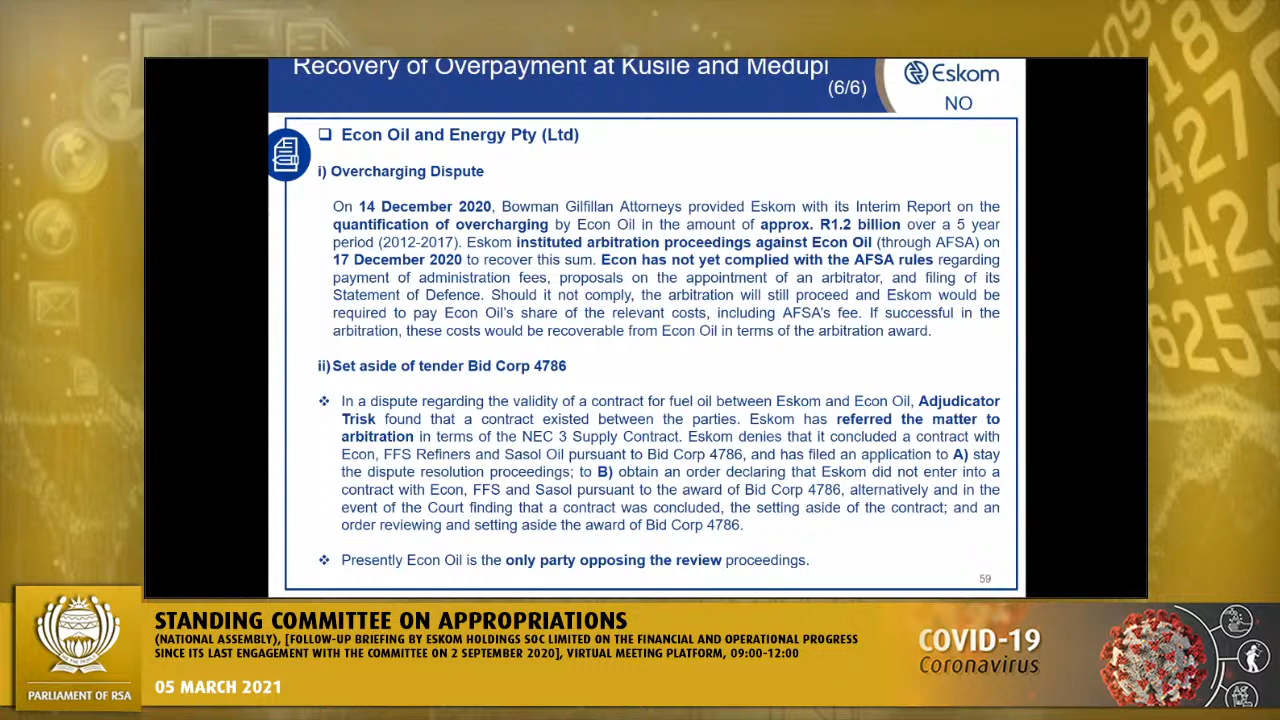 Recovery of Overpayment at Kusile and Medupi
(6/6)
Eskom
NO
❑ Econ Oil and Energy Pty (Ltd)
i) Overcharging Dispute
On 14 December 2020, Bowman Gilfillan Attorneys provided Eskom with its Interim Report on the
quantification of overcharging by Econ Oil in the amount of approx. R1.2 billion over a 5 year
period (2012-2017). Eskom instituted arbitration proceedings against Econ Oil (through AFSA) on
17 December 2020 to recover this sum. Econ has not yet complied with the AFSA rules regarding
payment of administration fees, proposals on the appointment of an arbitrator, and filing of its
Statement of Defence. Should it not comply, the arbitration will still proceed and Eskom would be
required to pay Econ Oil's share of the relevant costs, including AFSA's fee. If successful in the
arbitration, these costs would be recoverable from Econ Oil in terms of the arbitration award.
ii) Set aside of tender Bid Corp 4786
❖ In a dispute regarding the validity of a contract for fuel oil between Eskom and Econ Oil, Adjudicator
Trisk found that a contract existed between the parties. Eskom has referred the matter to
arbitration in terms of the NEC 3 Supply Contract. Eskom denies that it concluded a contract with
Econ, FFS Refiners and Sasol Oil pursuant to Bid Corp 4786, and has filed an application to A) stay
the dispute resolution proceedings; to B) obtain an order declaring that Eskom did not enter into a
contract with Econ, FFS and Sasol pursuant to the award of Bid Corp 4786, alternatively and in the
event of the Court finding that a contract was concluded, the setting aside of the contract; and an
order reviewing and setting aside the award of Bid Corp 4786.
❖ Presently Econ Oil is the only party opposing the review proceedings.
59
STANDING COMMITTEE ON APPROPRIATIONS
(NATIONAL ASSEMBLY), [FOLLOW-UP BRIEFING BY ESKOM HOLDINGS SOC LIMITED ON THE FINANCIAL AND OPERATIONAL PROGRESS
SINCE ITS LAST ENGAGEMENT WITH THE COMMITTEE ON 2 SEPTEMBER 2020], VIRTUAL MEETING PLATFORM, 09:00-12:00
05 MARCH 2021
PARLIAMENT OF RSA
COVID-19
Coronavirus